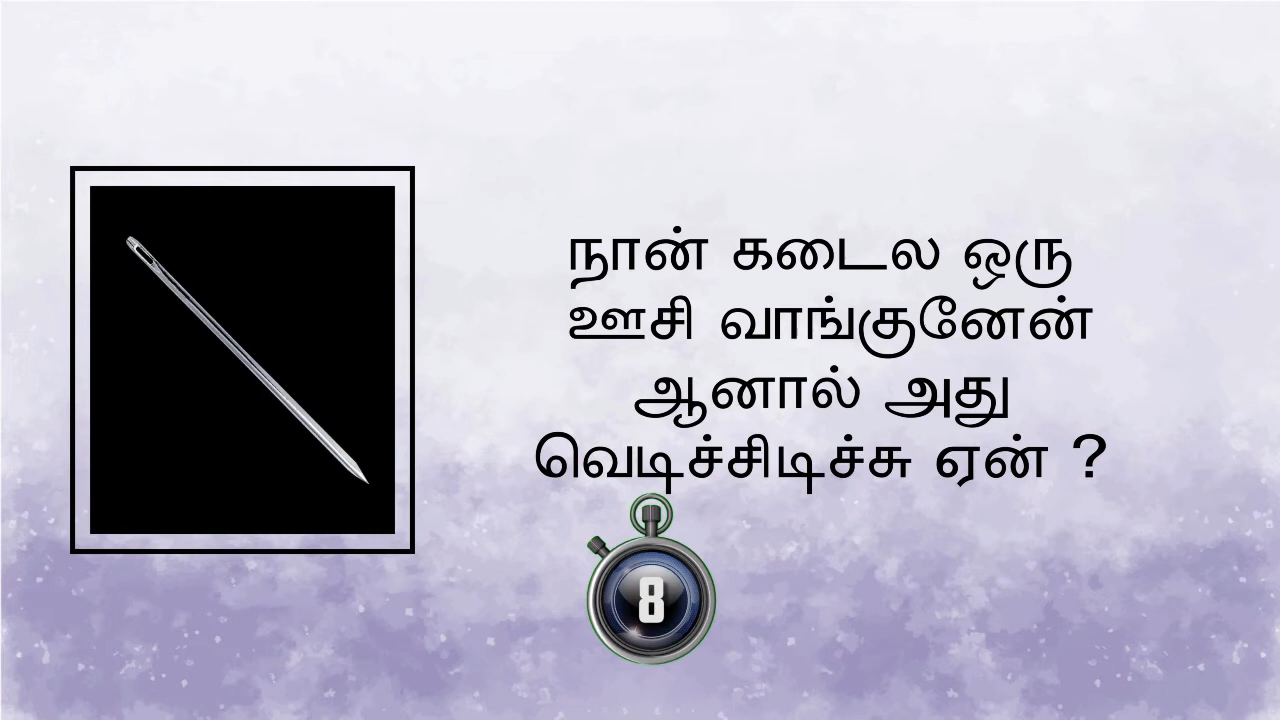 நான் கடைல ஒரு
ஊசி வாங்குனேன்
ஆனால் அது
வெடிச்சிடிச்சு ஏன் ?
8